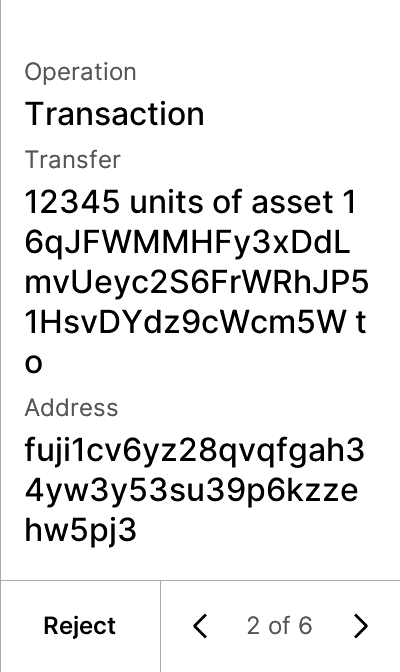 Operation
Transaction
Transfer
12345 units of asset 1
6qJFWMMHFy3xDdL
mvUeyc2S6FrWRhJP5
1HsvDYdz9cWcm5W t
o
Address
fuji1cv6yz28qvqfgah3
4yw3y53su39p6kzze
hw5pj3
Reject
2 of 6